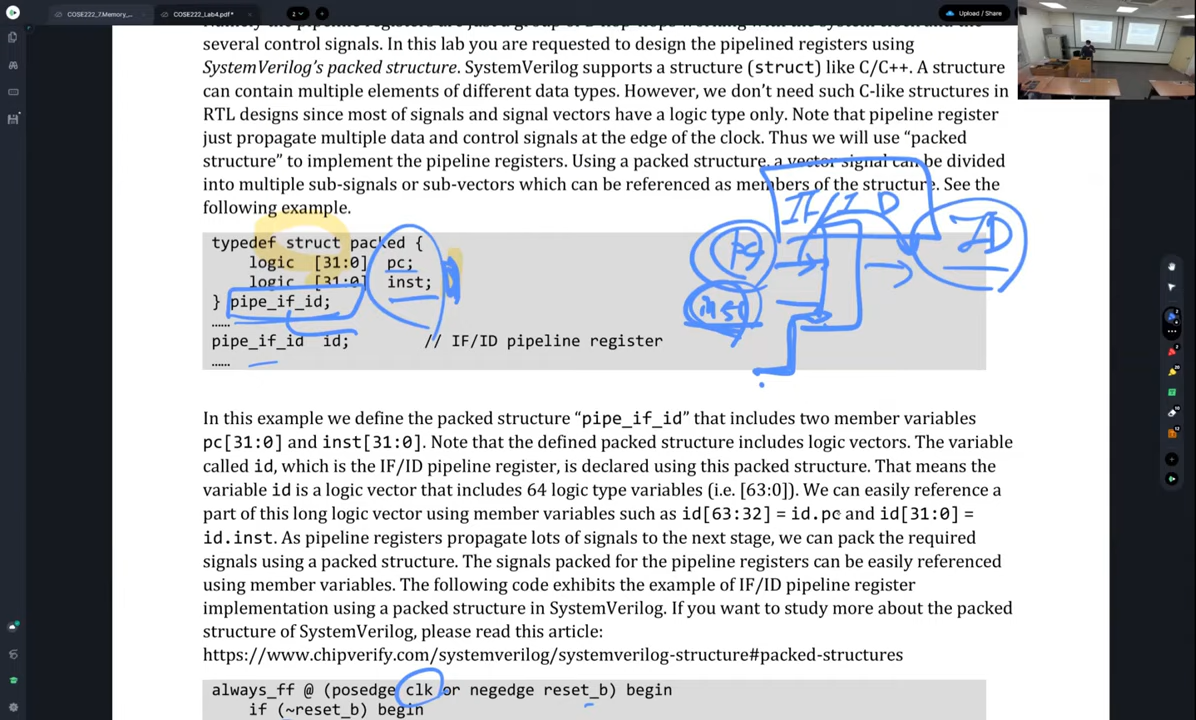 COSE222_7.Memory_...
COSE222_Lab4.pdf*
2
Upload / Share
several control signals. In this lab you are requested to design the pipelined registers using
SystemVerilog's packed structure. SystemVerilog supports a structure (struct) like C/C++. A structure
can contain multiple elements of different data types. However, we don't need such C-like structures in
RTL designs since most of signals and signal vectors have a logic type only. Note that pipeline register
just propagate multiple data and control signals at the edge of the clock. Thus we will use "packed
structure" to implement the pipeline registers. Using a packed structure, a vector signal can be divided
into multiple sub-signals or sub-vectors which can be referenced as members of the structure. See the
following example.
IF/ID
typedef struct packed {
logic [31:0] pc;
logic [31:0] inst;
} pipe_if_id;
……
pipe_if_id id; // IF/ID pipeline register
……
pc
inst
ID
In this example we define the packed structure "pipe_if_id" that includes two member variables
pc[31:0] and inst[31:0]. Note that the defined packed structure includes logic vectors. The variable
called id, which is the IF/ID pipeline register, is declared using this packed structure. That means the
variable id is a logic vector that includes 64 logic type variables (i.e. [63:0]). We can easily reference a
part of this long logic vector using member variables such as id[63:32] = id.pc and id[31:0] =
id.inst. As pipeline registers propagate lots of signals to the next stage, we can pack the required
signals using a packed structure. The signals packed for the pipeline registers can be easily referenced
using member variables. The following code exhibits the example of IF/ID pipeline register
implementation using a packed structure in SystemVerilog. If you want to study more about the packed
structure of SystemVerilog, please read this article:
https://www.chipverify.com/systemverilog/systemverilog-structure#packed-structures
always_ff @ (posedge clk or negedge reset_b) begin
if (~reset_b) begin